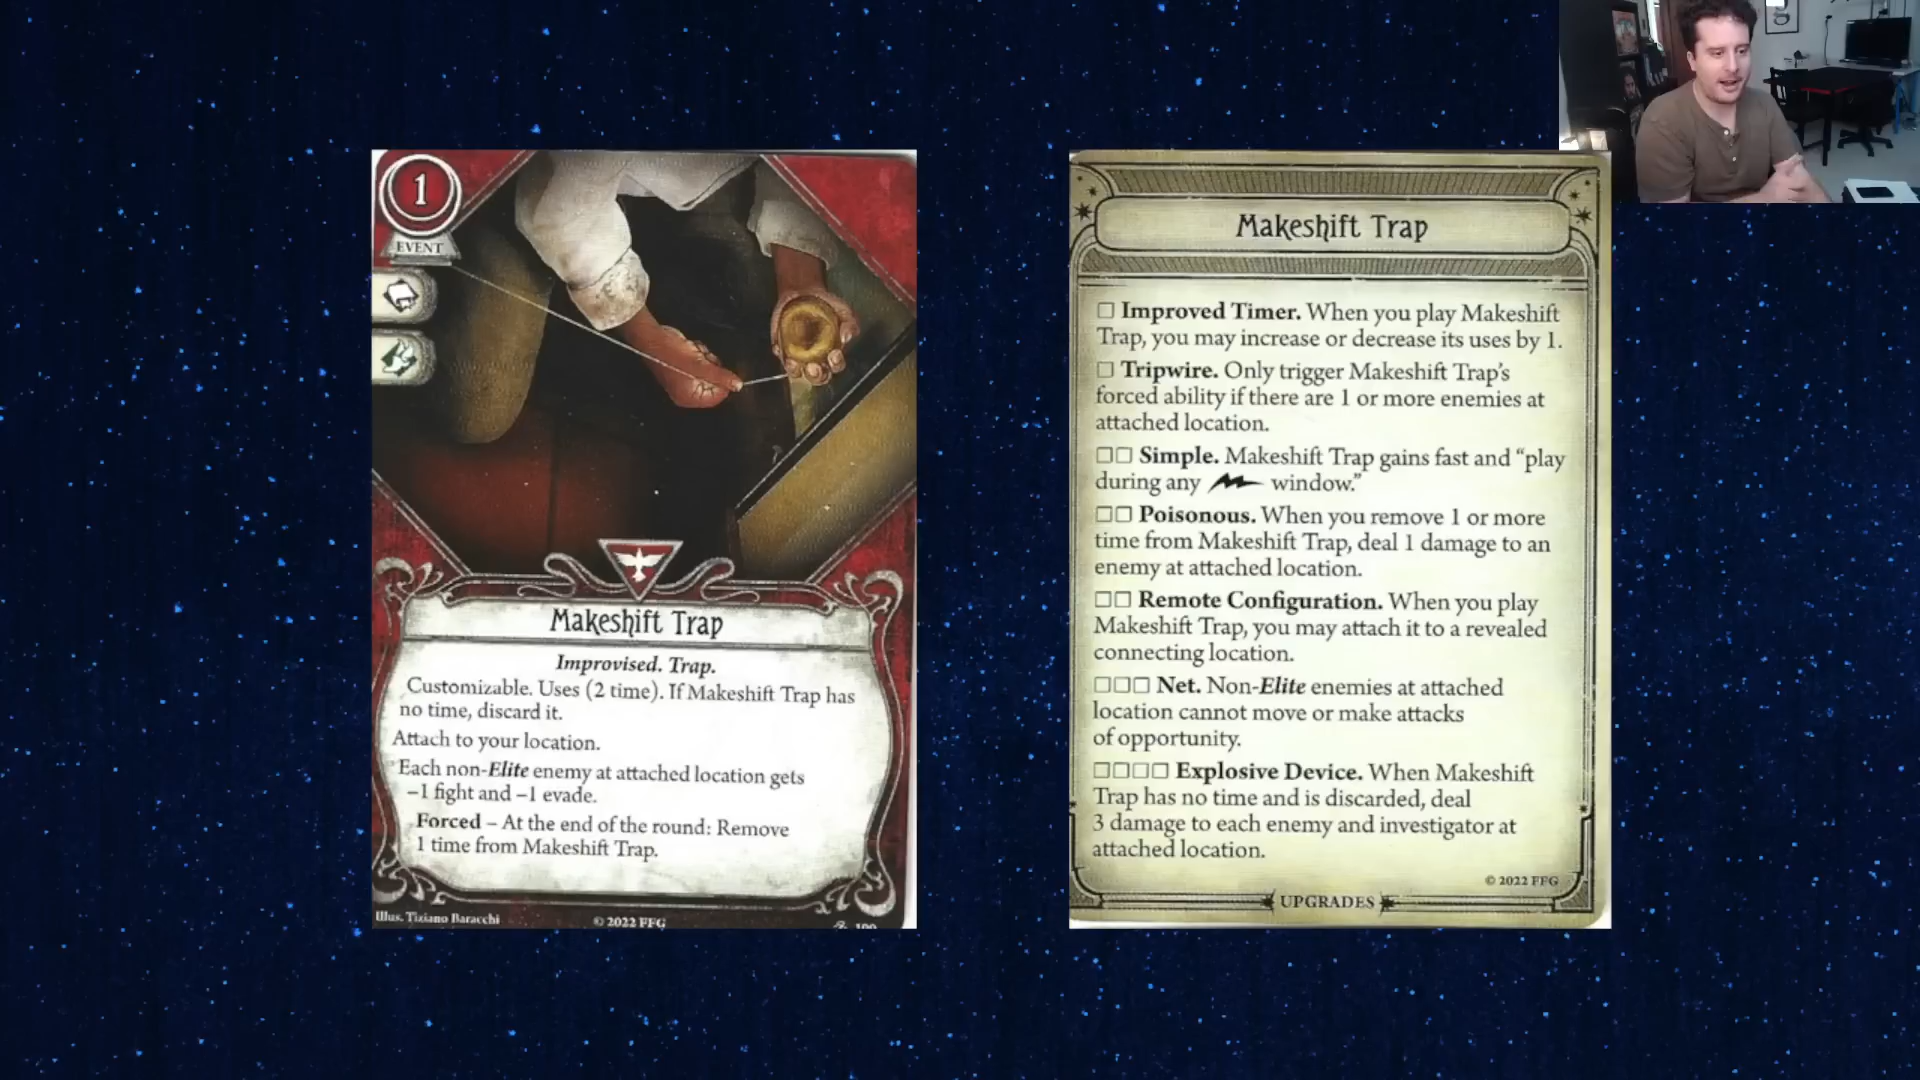 1
EVENT
Makeshift Trap
Improvised. Trap.
Customizable. Uses (2 time). If Makeshift Trap has
no time, discard it.
Attach to your location.
Each non-Elite enemy at attached location gets
–1 fight and –1 evade.
Forced – At the end of the round: Remove
1 time from Makeshift Trap.
Illus. Tiziano Baracchi
© 2022 FFG
Makeshift Trap
☐ Improved Timer. When you play Makeshift
Trap, you may increase or decrease its uses by 1.
☐ Tripwire. Only trigger Makeshift Trap's
forced ability if there are 1 or more enemies at
attached location.
☐☐ Simple. Makeshift Trap gains fast and “play
during any window.”
☐☐ Poisonous. When you remove 1 or more
time from Makeshift Trap, deal 1 damage to an
enemy at attached location.
☐☐ Remote Configuration. When you play
Makeshift Trap, you may attach it to a revealed
connecting location.
☐☐☐ Net. Non-Elite enemies at attached
location cannot move or make attacks
of opportunity.
☐☐☐☐ Explosive Device. When Makeshift
Trap has no time and is discarded, deal
3 damage to each enemy and investigator at
attached location.
© 2022 FFG
UPGRADES